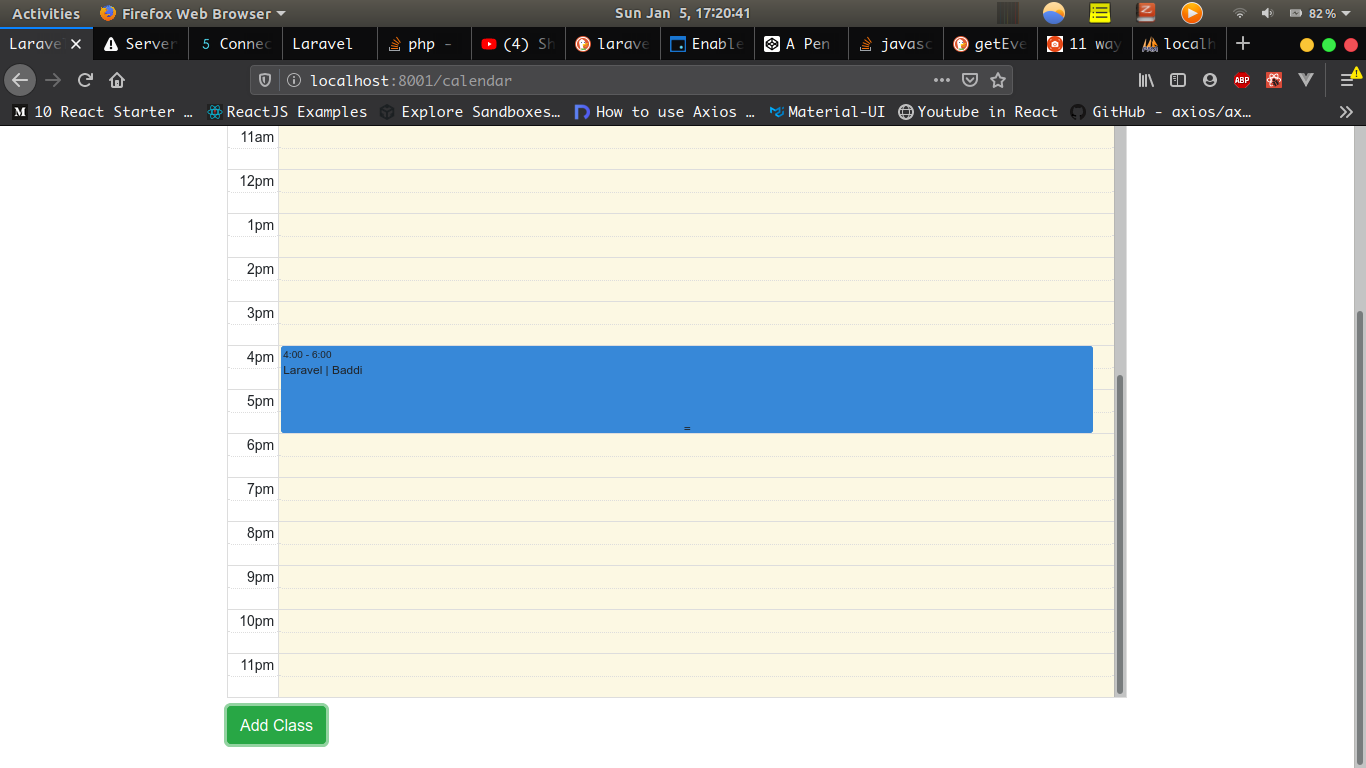 Activities Firefox Web Browser Sun Jan 5, 17:20:41 82 %
Larave Server 5 Connec Laravel php - (4) Sh larave Enable A Pen javasc getEve 11 way localh
localhost:8001/calendar ABP
M 10 React Starter … ReactJS Examples Explore Sandboxes… How to use Axios … Material-UI Youtube in React GitHub - axios/ax…
11am
12pm
1pm
2pm
3pm
4pm 4:00 - 6:00
Laravel | Baddi
5pm
6pm
7pm
8pm
9pm
10pm
11pm
Add Class